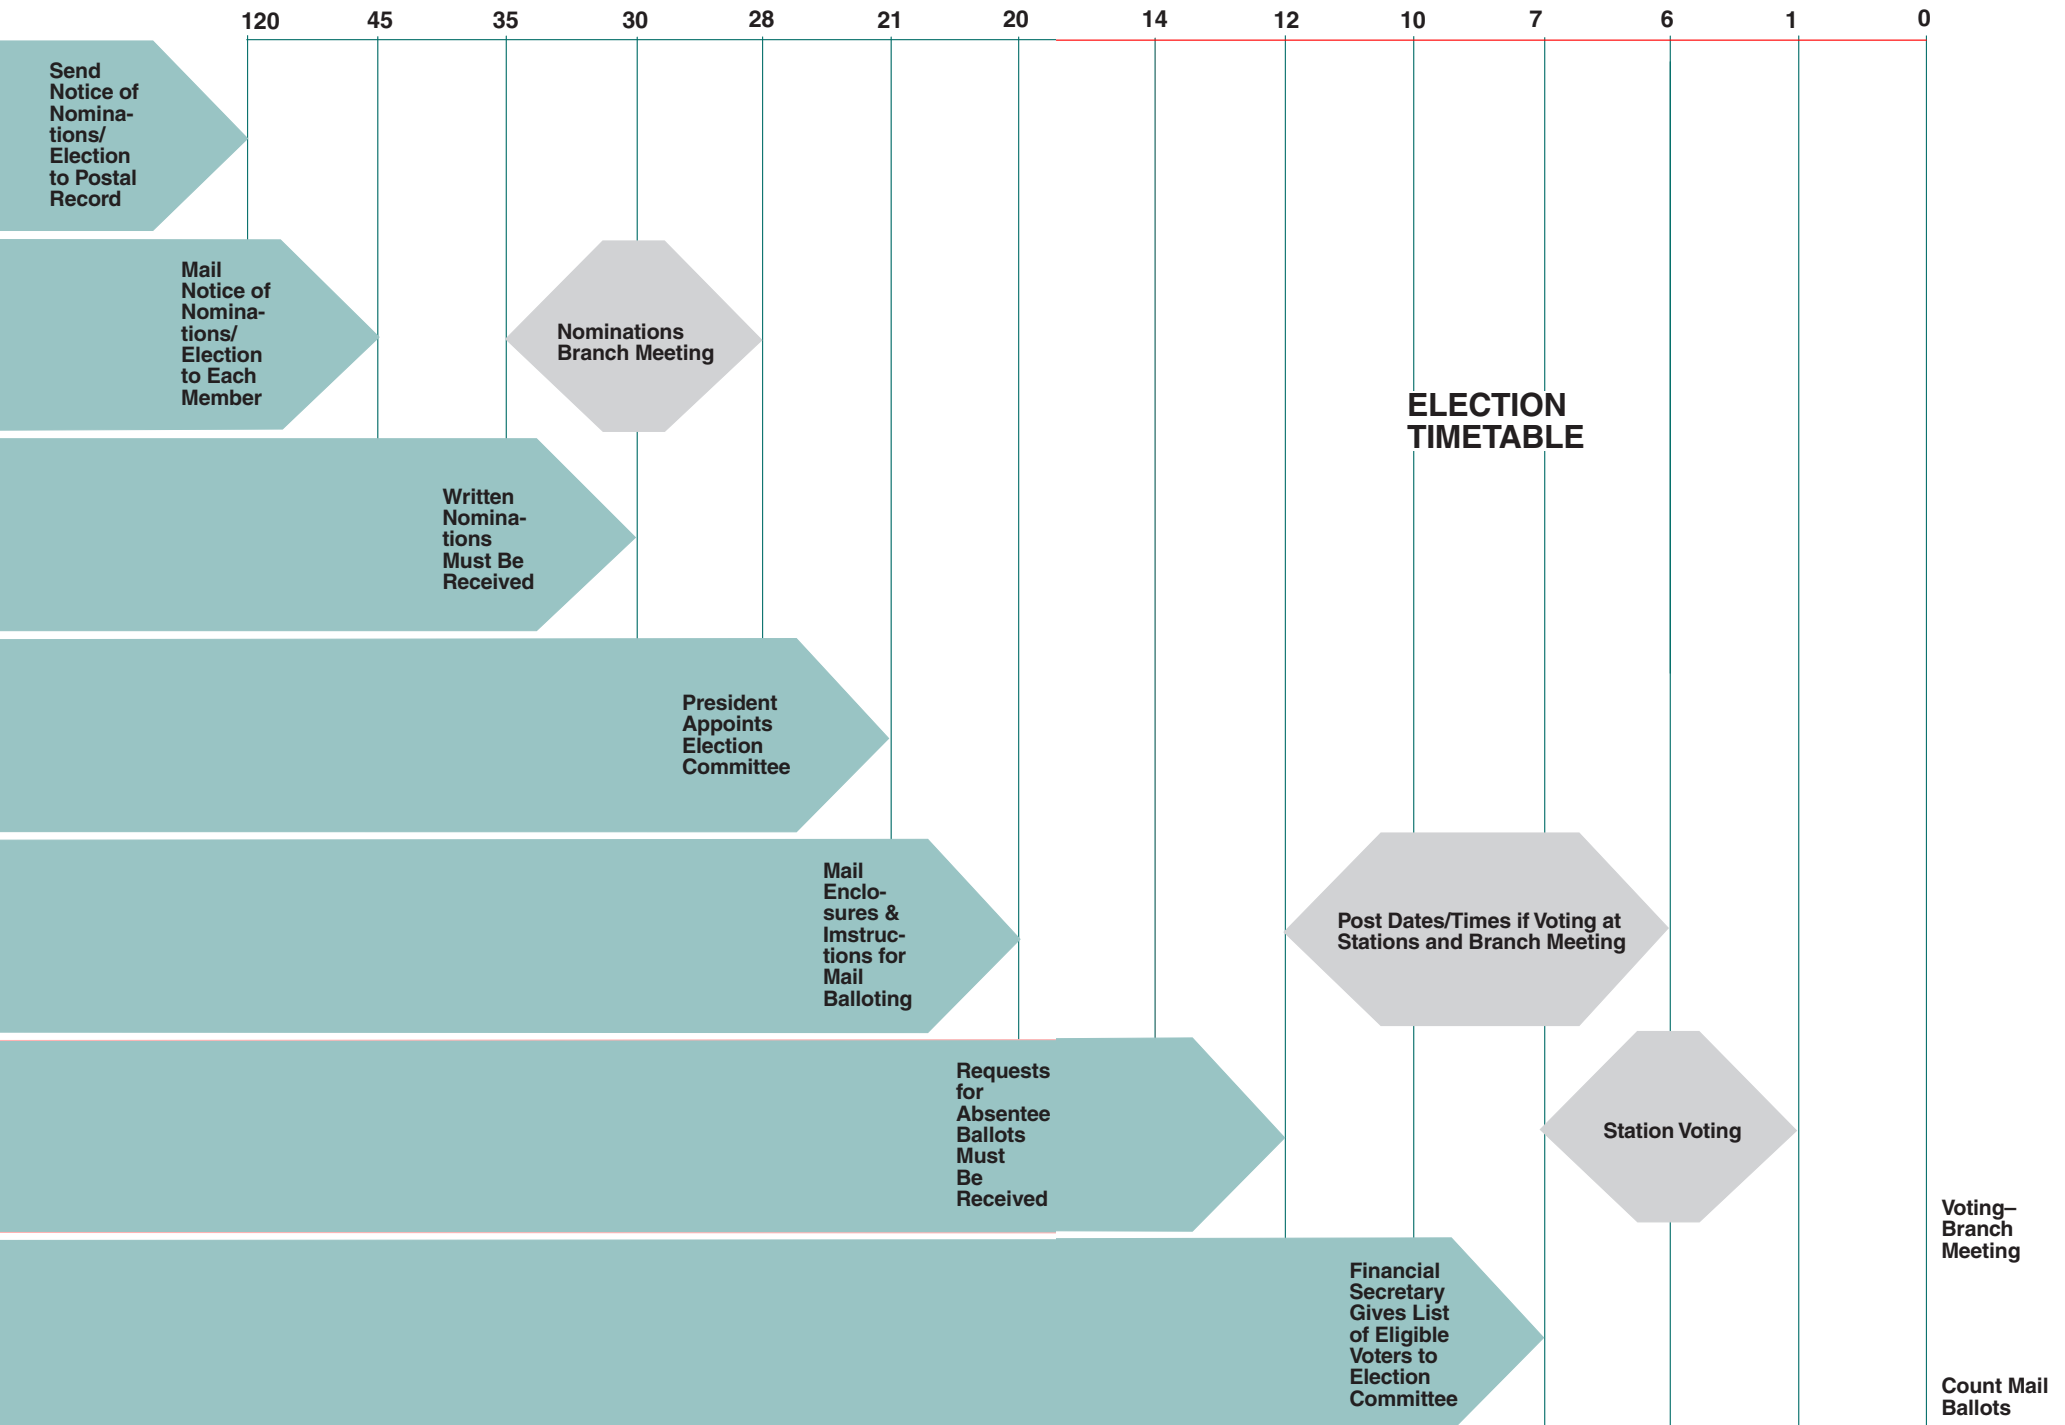 120 45 35 30 28 21 20 14 12 10 7 6 1 0
Send
Notice of
Nomina-
tions/
Election
to Postal
Record
Mail
Notice of
Nomina-
tions/
Election
to Each
Member
Nominations
Branch Meeting
ELECTION
TIMETABLE
Written
Nomina-
tions
Must Be
Received
President
Appoints
Election
Committee
Mail
Enclo-
sures &
Imstruc-
tions for
Mail
Balloting
Post Dates/Times if Voting at
Stations and Branch Meeting
Requests
for
Absentee
Ballots
Must
Be
Received
Station Voting
Voting–
Branch
Meeting
Financial
Secretary
Gives List
of Eligible
Voters to
Election
Committee
Count Mail
Ballots